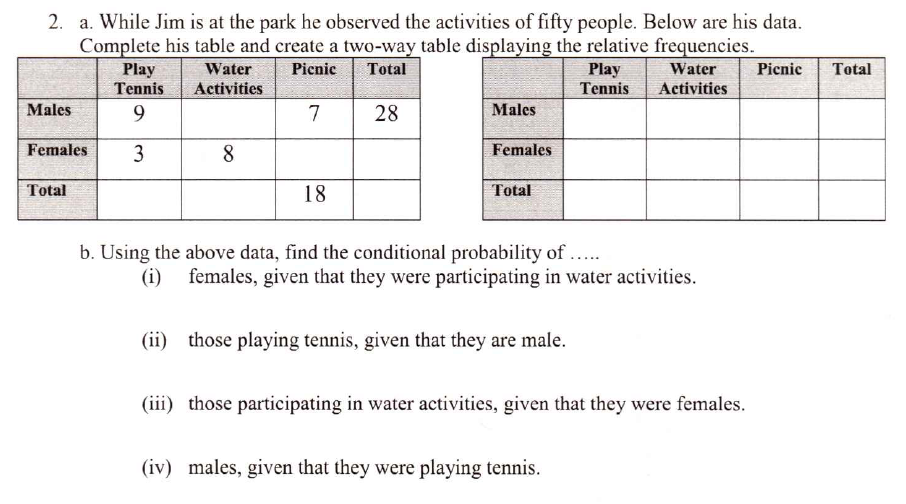 2. a. While Jim is at the park he observed the activities of fifty people. Below are his data.
Complete his table and create a two-way table displaying the relative frequencies.
Play Tennis Water Activities Picnic Total
Males 9 7 28
Females 3 8
Total 18
Play Tennis Water Activities Picnic Total
Males
Females
Total
b. Using the above data, find the conditional probability of …..
(i) females, given that they were participating in water activities.
(ii) those playing tennis, given that they are male.
(iii) those participating in water activities, given that they were females.
(iv) males, given that they were playing tennis.